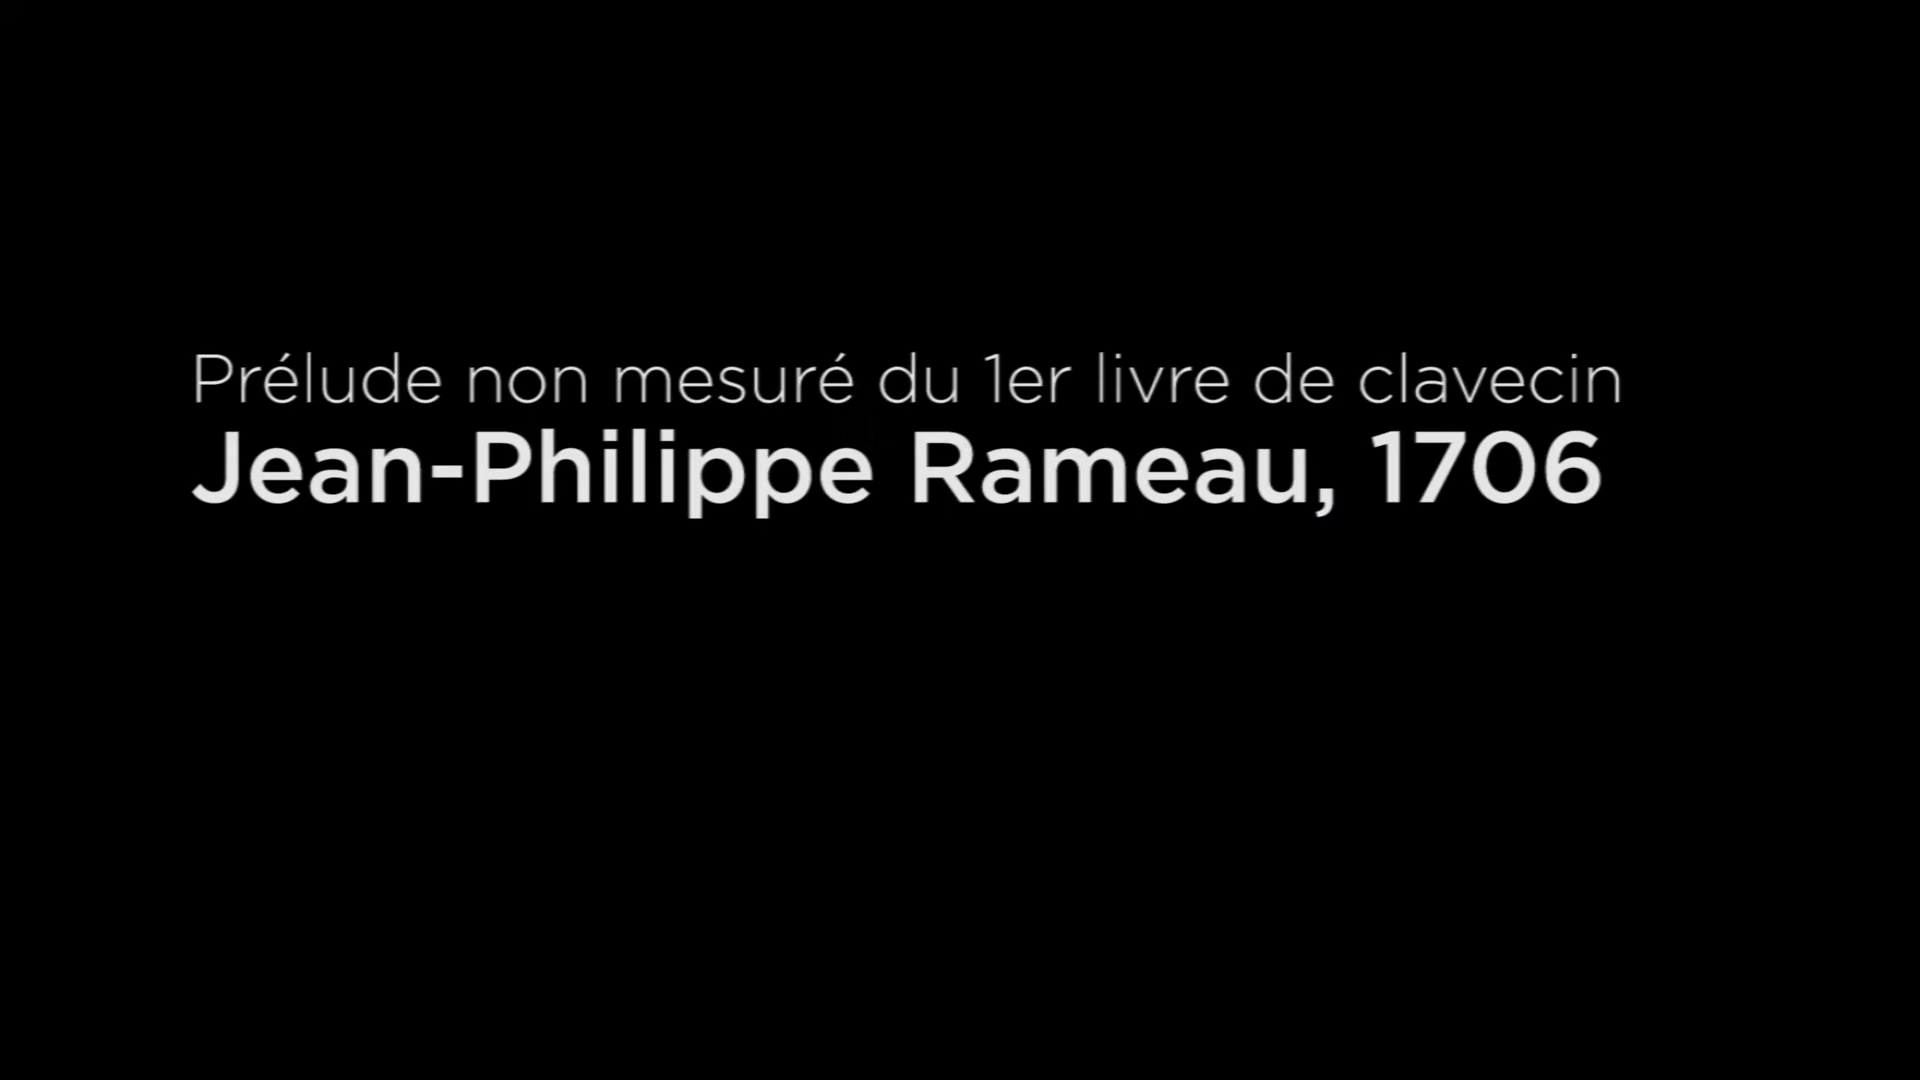 Prélude non mesuré du 1er livre de clavecin
Jean-Philippe Rameau, 1706